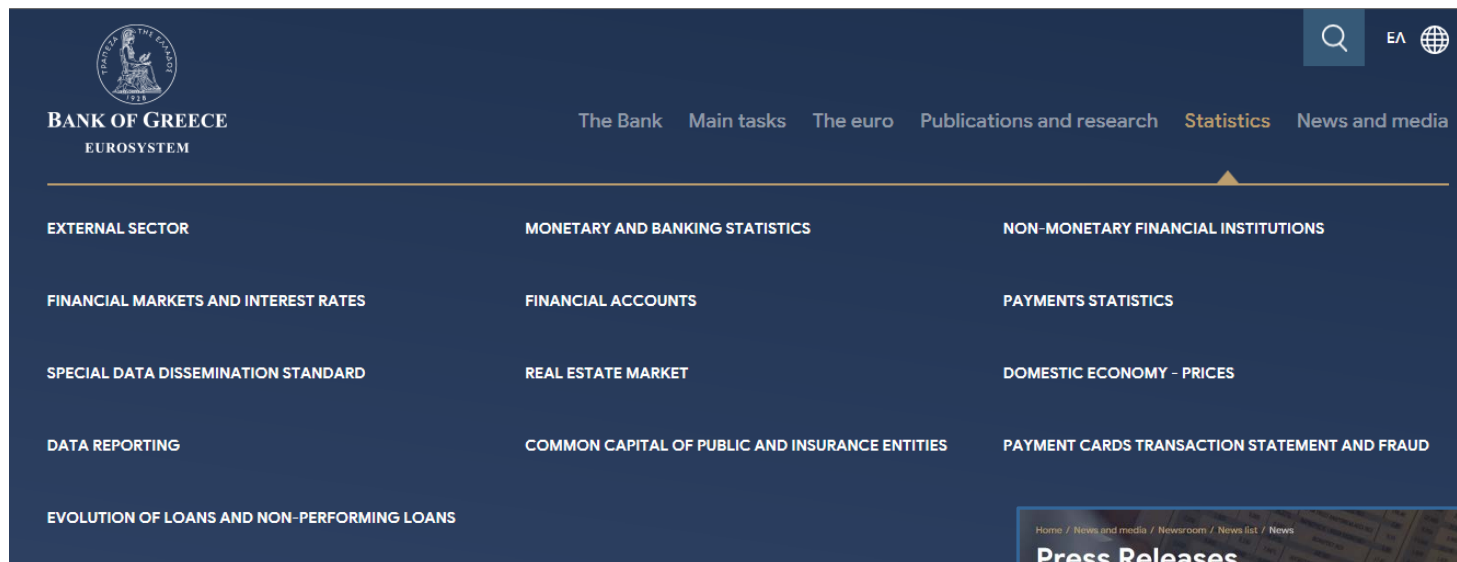 ΤΡΑΠΕΖΑ ΤΗΣ ΕΛΛΑΔΟΣ
1928
BANK OF GREECE
EUROSYSTEM
ΕΛ
The Bank Main tasks The euro Publications and research Statistics News and media
EXTERNAL SECTOR MONETARY AND BANKING STATISTICS NON-MONETARY FINANCIAL INSTITUTIONS
FINANCIAL MARKETS AND INTEREST RATES FINANCIAL ACCOUNTS PAYMENTS STATISTICS
SPECIAL DATA DISSEMINATION STANDARD REAL ESTATE MARKET DOMESTIC ECONOMY - PRICES
DATA REPORTING COMMON CAPITAL OF PUBLIC AND INSURANCE ENTITIES PAYMENT CARDS TRANSACTION STATEMENT AND FRAUD
EVOLUTION OF LOANS AND NON-PERFORMING LOANS
Home / News and media / Newsroom / News list / News
Press Releases